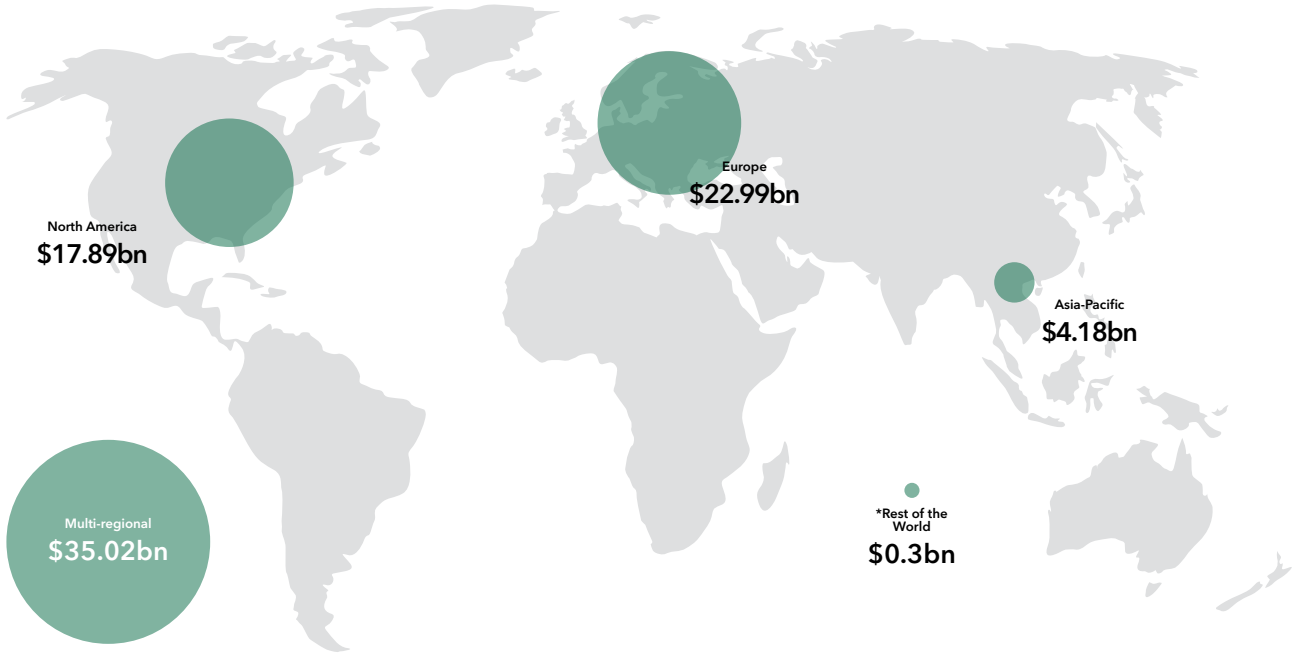 Europe
$22.99bn
North America
$17.89bn
Asia-Pacific
$4.18bn
Multi-regional
$35.02bn
*Rest of the
World
$0.3bn